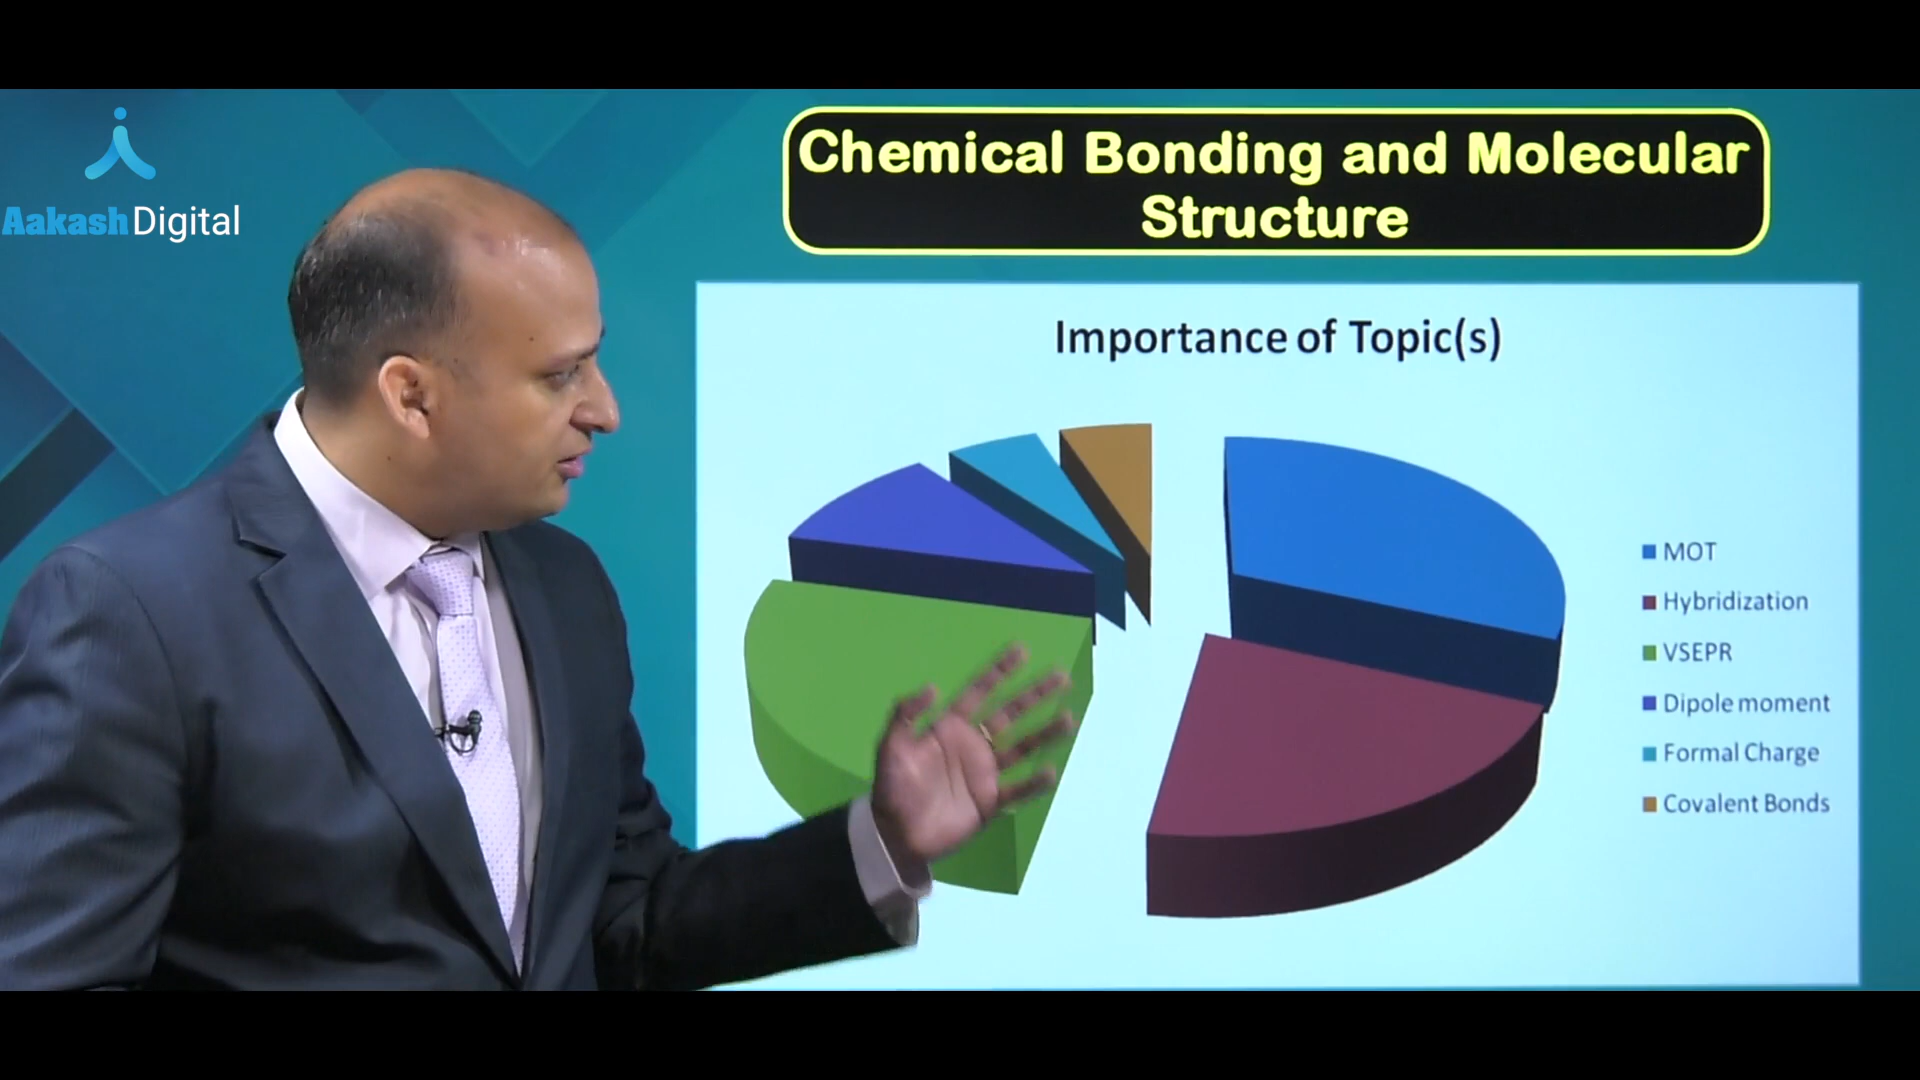 Aakash Digital
Chemical Bonding and Molecular
Structure
Importance of Topic(s)
MOT
Hybridization
VSEPR
Dipole moment
Formal Charge
Covalent Bonds